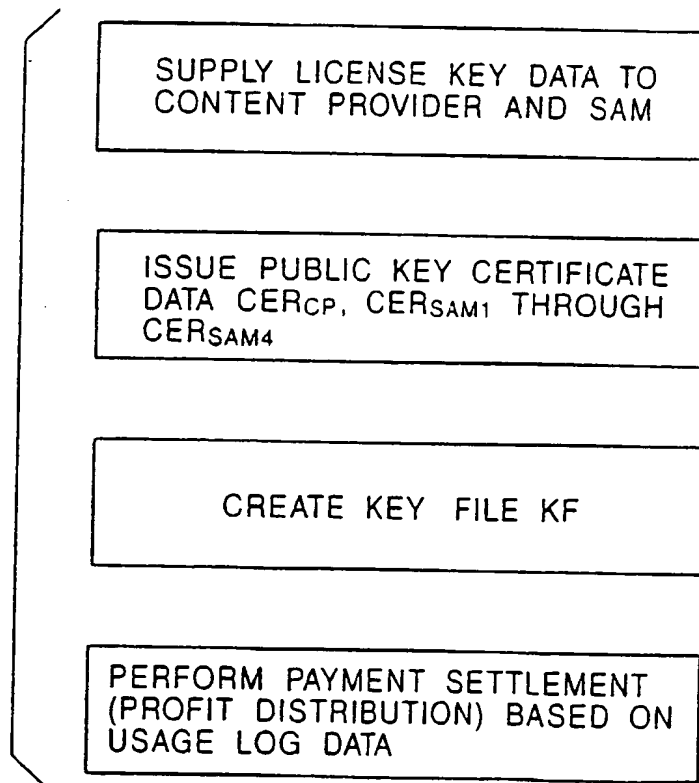 SUPPLY LICENSE KEY DATA TO
CONTENT PROVIDER AND SAM
ISSUE PUBLIC KEY CERTIFICATE
DATA CERCP, CERSAM1 THROUGH
CERSAM4
CREATE KEY FILE KF
PERFORM PAYMENT SETTLEMENT
(PROFIT DISTRIBUTION) BASED ON
USAGE LOG DATA